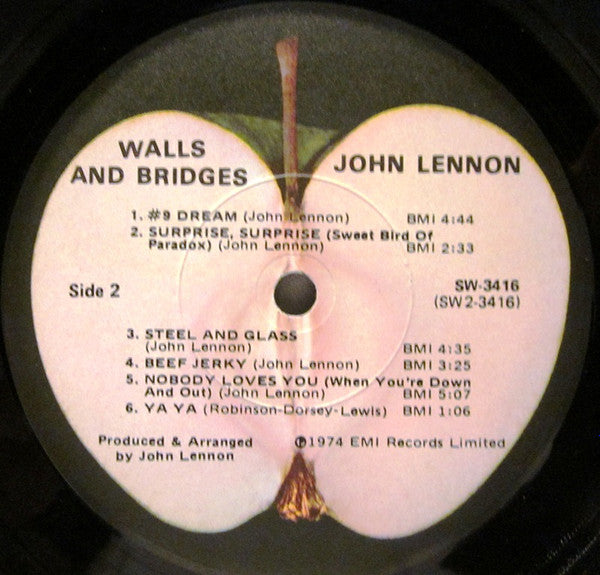 WALLS
AND BRIDGES
JOHN LENNON
1. #9 DREAM (John Lennon) BMI 4:44
2. SURPRISE, SURPRISE (Sweet Bird Of
Paradox) (John Lennon) BMI 2:33
Side 2
SW-3416
(SW2-3416)
3. STEEL AND GLASS
(John Lennon) BMI 4:35
4. BEEF JERKY (John Lennon) BMI 3:25
5. NOBODY LOVES YOU (When You're Down
And Out) (John Lennon) BMI 5:07
6. YA YA (Robinson-Dorsey-Lewis) BMI 1:06
Produced & Arranged
by John Lennon
℗1974 EMI Records Limited